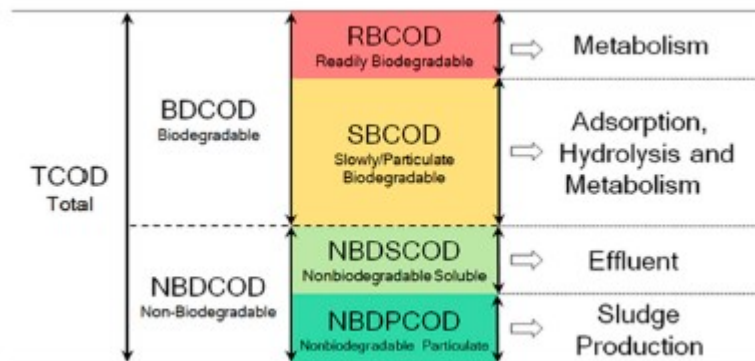 TCOD
Total
BDCOD
Biodegradable
NBDCOD
Non-Biodegradable
RBCOD
Readily Biodegradable
SBCOD
Slowly/Particulate
Biodegradable
NBDSCOD
Nonbiodegradable Soluble
NBDPCOD
Nonbiodegradable Particulate
Metabolism
Adsorption,
Hydrolysis and
Metabolism
Effluent
Sludge
Production